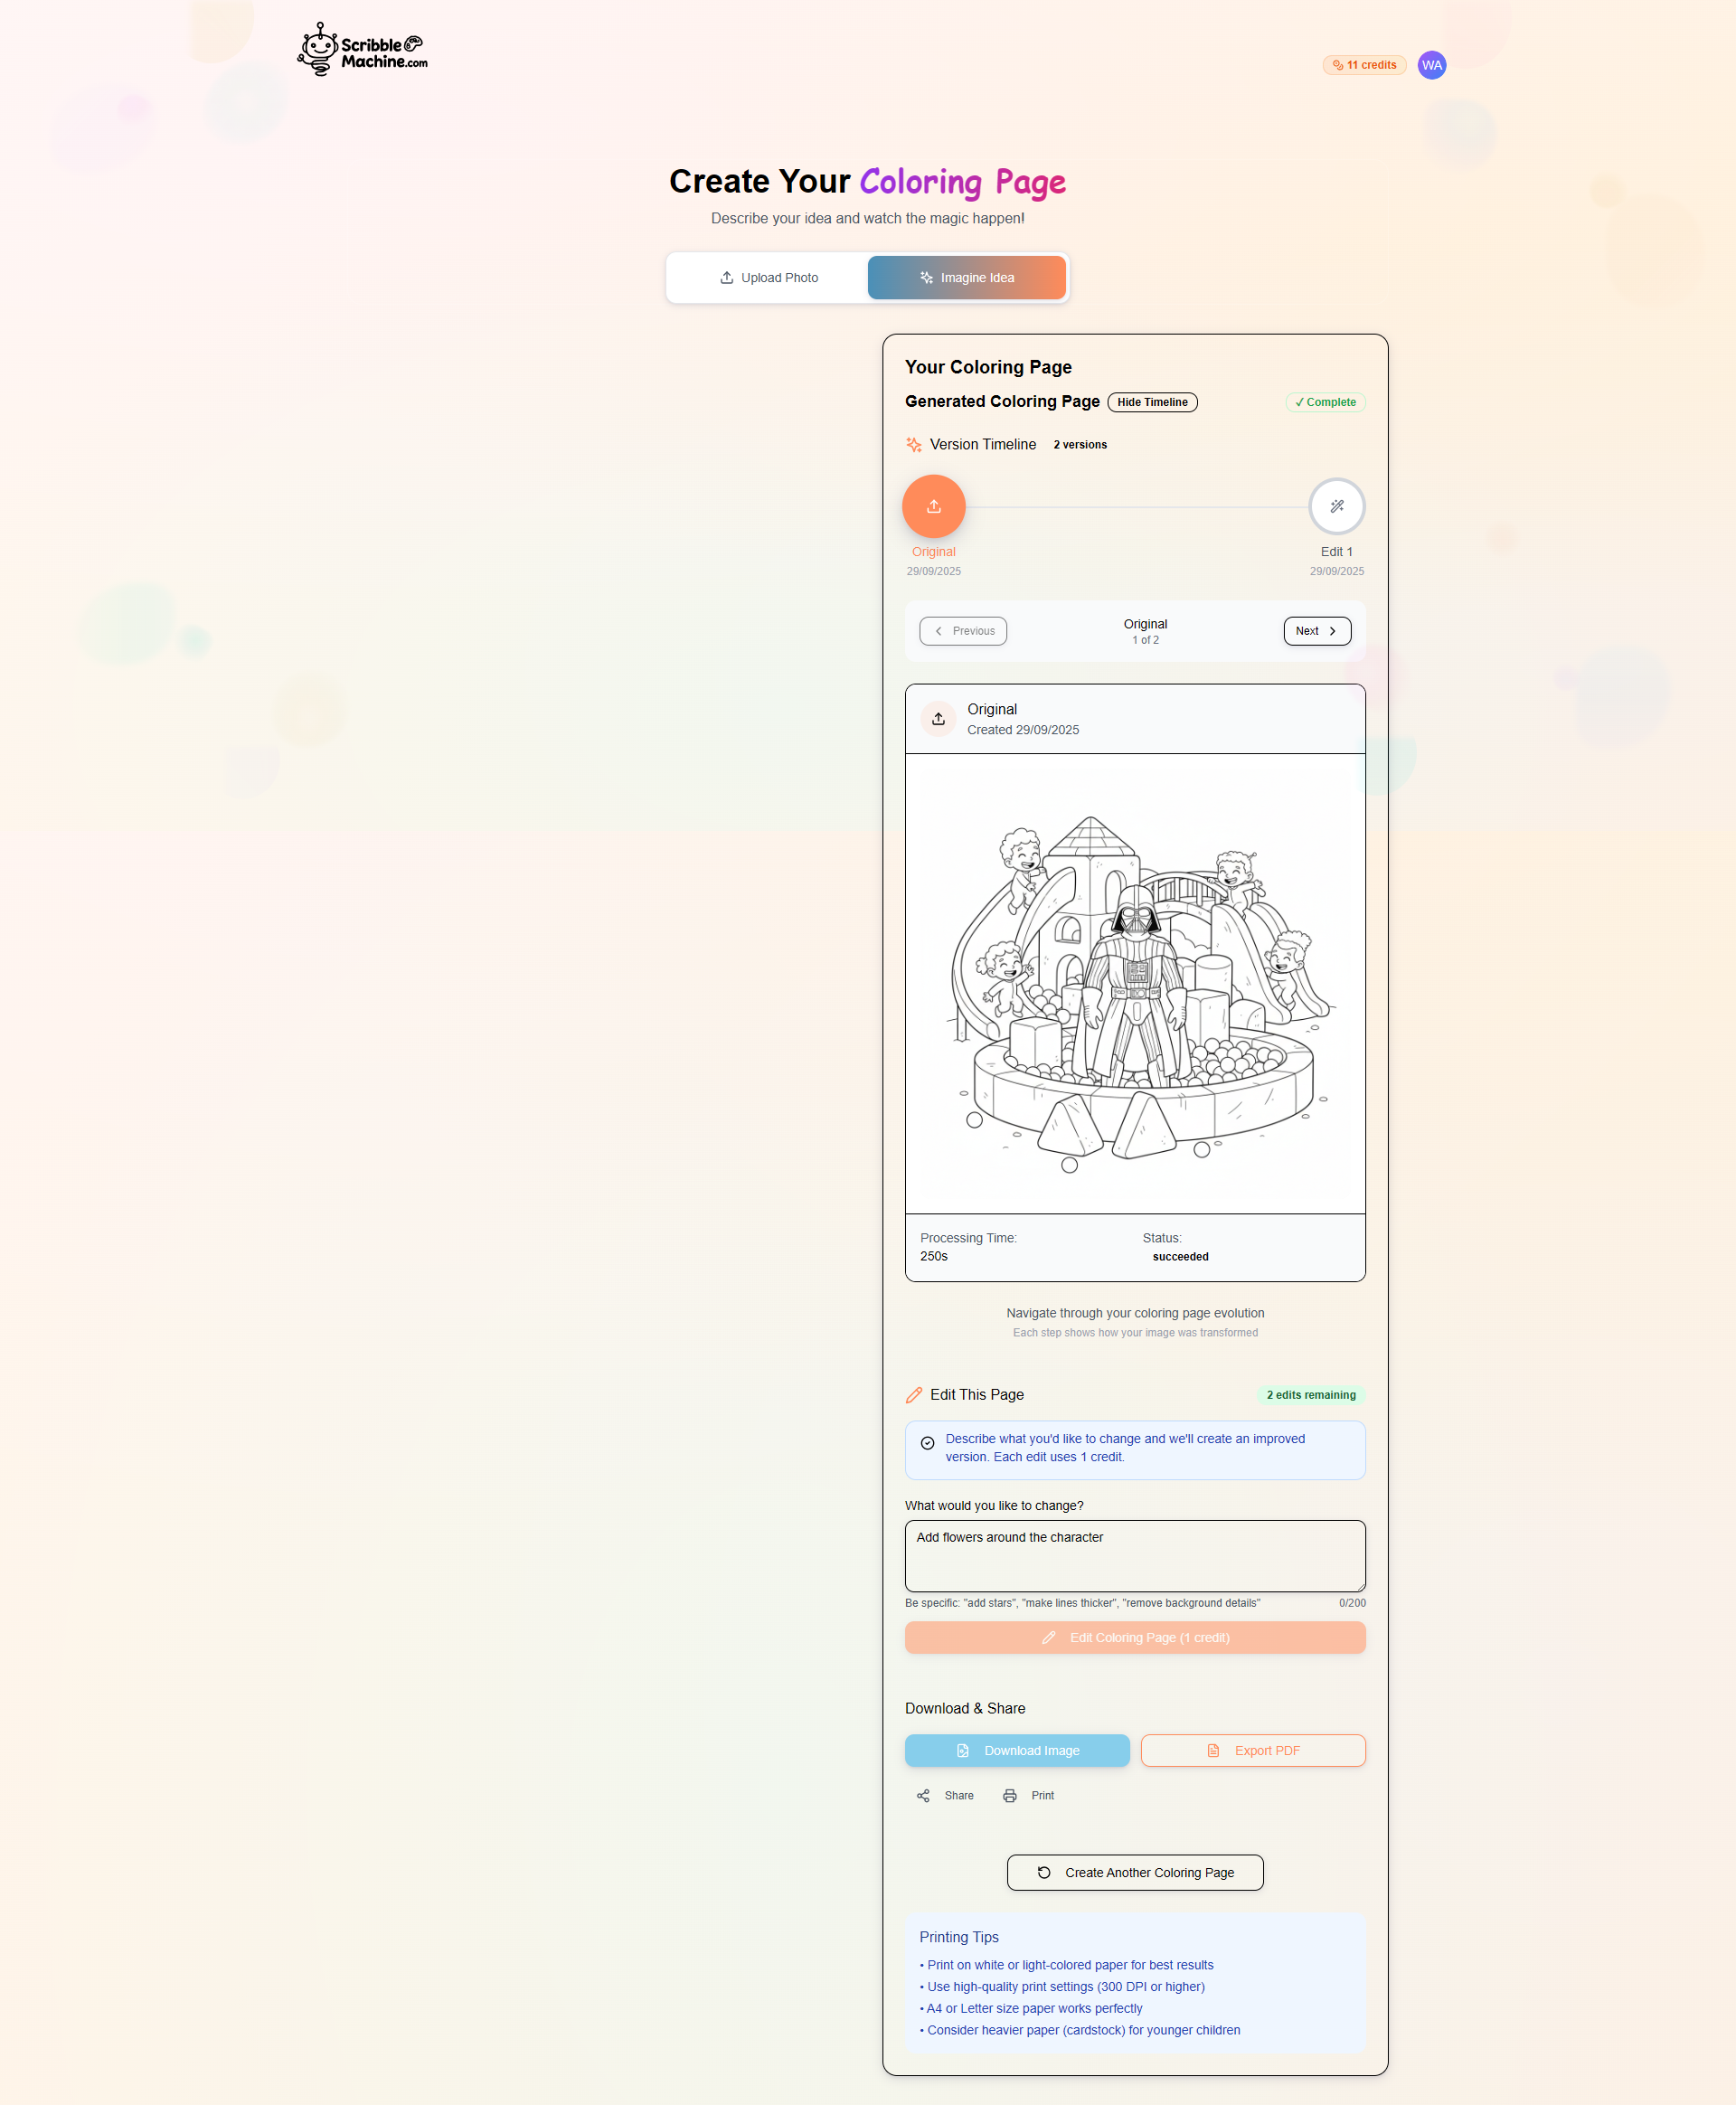 Scribble
Machine.com
11 credits
WA
Create Your Coloring Page
Describe your idea and watch the magic happen!
Upload Photo
Imagine Idea
Your Coloring Page
Generated Coloring Page
Hide Timeline
✓ Complete
Version Timeline
2 versions
Original
29/09/2025
Edit 1
29/09/2025
Previous
Original
1 of 2
Next
Original
Created 29/09/2025
Processing Time:
250s
Status:
succeeded
Navigate through your coloring page evolution
Each step shows how your image was transformed
Edit This Page
2 edits remaining
Describe what you'd like to change and we'll create an improved
version. Each edit uses 1 credit.
What would you like to change?
Add flowers around the character
Be specific: "add stars", "make lines thicker", "remove background details"
0/200
Edit Coloring Page (1 credit)
Download & Share
Download Image
Export PDF
Share
Print
Create Another Coloring Page
Printing Tips
• Print on white or light-colored paper for best results
• Use high-quality print settings (300 DPI or higher)
• A4 or Letter size paper works perfectly
• Consider heavier paper (cardstock) for younger children